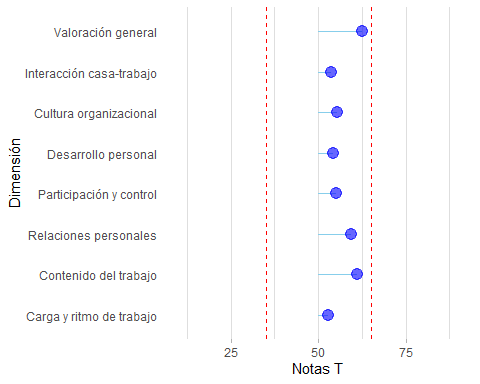 Dimensión
Valoración general
Interacción casa-trabajo
Cultura organizacional
Desarrollo personal
Participación y control
Relaciones personales
Contenido del trabajo
Carga y ritmo de trabajo
25 50 75
Notas T